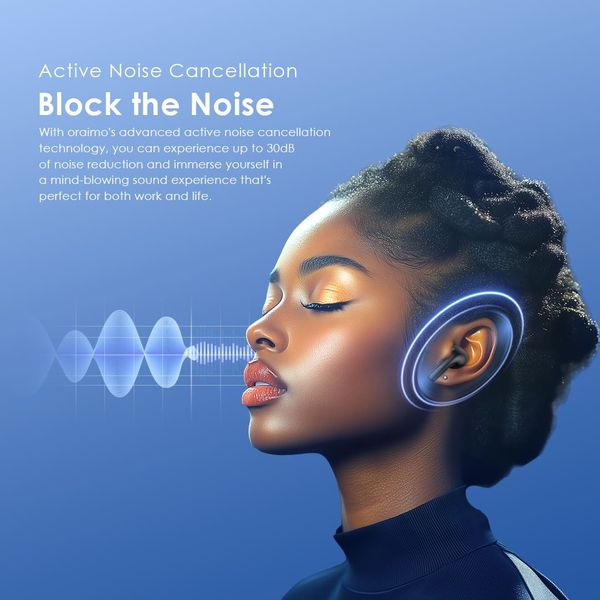 Active Noise Cancellation
Block the Noise
With oraimo's advanced active noise cancellation
technology, you can experience up to 30dB
of noise reduction and immerse yourself in
a mind-blowing sound experience that's
perfect for both work and life.